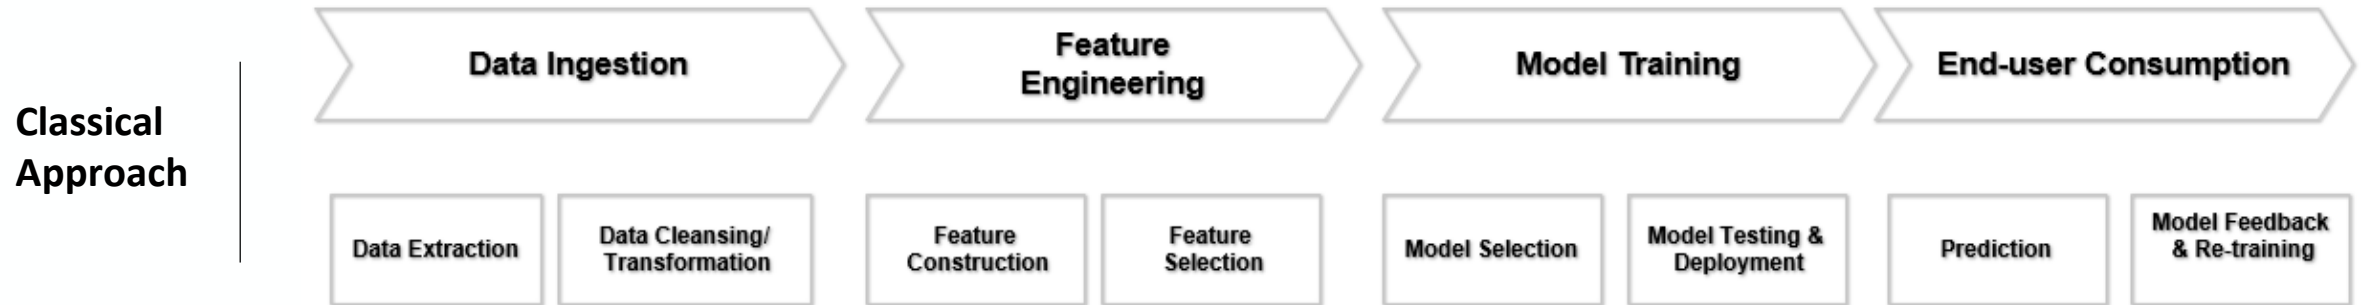 Classical
Approach
Data Ingestion
Feature
Engineering
Model Training
End-user Consumption
Data Extraction
Data Cleansing/
Transformation
Feature
Construction
Feature
Selection
Model Selection
Model Testing &
Deployment
Prediction
Model Feedback
& Re-training